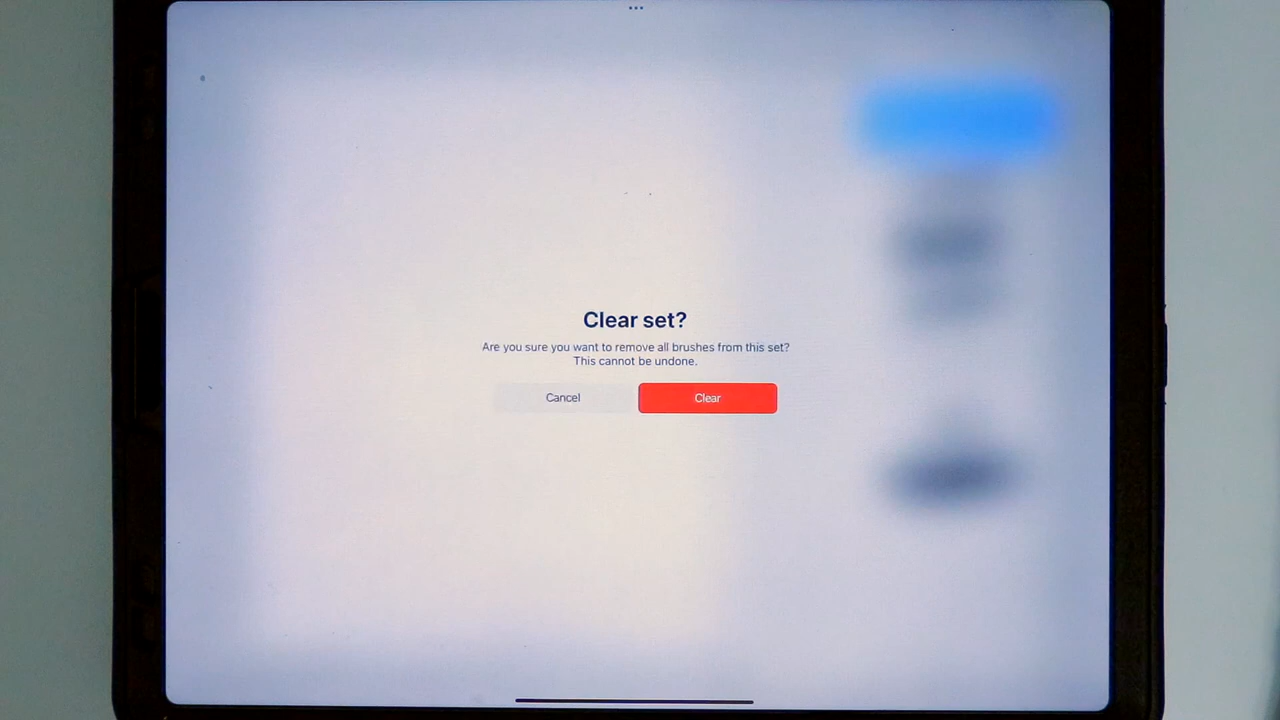 Clear set?
Are you sure you want to remove all brushes from this set?
This cannot be undone.
Cancel
Clear